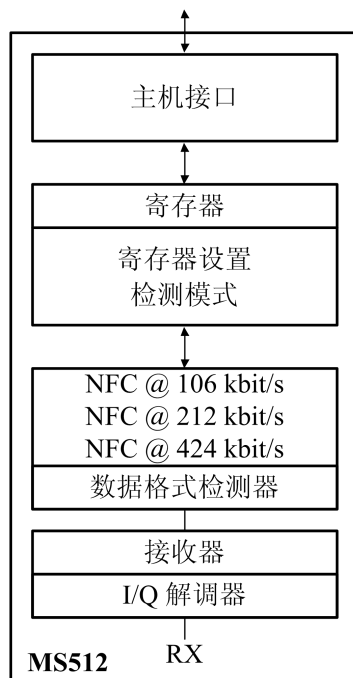 主机接口
寄存器
寄存器设置
检测模式
NFC @ 106 kbit/s
NFC @ 212 kbit/s
NFC @ 424 kbit/s
数据格式检测器
接收器
I/Q 解调器
MS512
RX